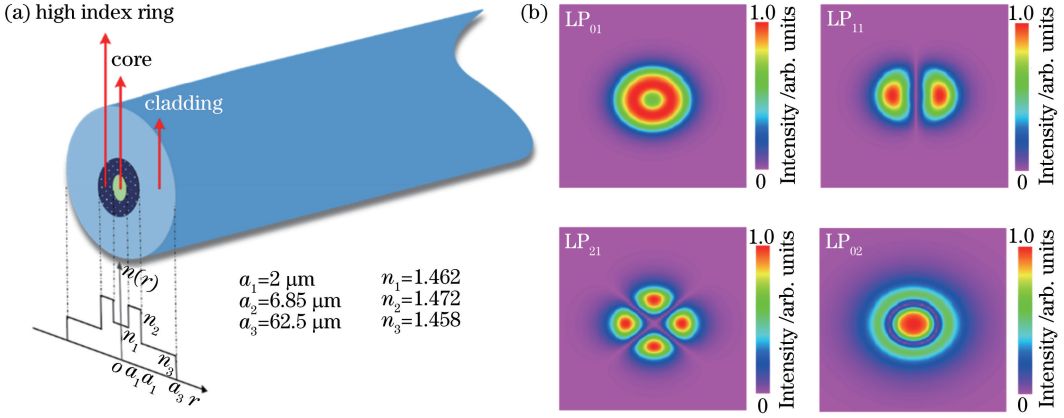 (a) high index ring
core
cladding
n(r)
n₁
n₂
n₃
0 a₁ a₁ a₃ r
a₁=2 μm n₁=1.462
a₂=6.85 μm n₂=1.472
a₃=62.5 μm n₃=1.458
(b)
LP₀₁
1.0
0
Intensity /arb. units
LP₁₁
1.0
0
Intensity /arb. units
LP₂₁
1.0
0
Intensity /arb. units
LP₀₂
1.0
0
Intensity /arb. units